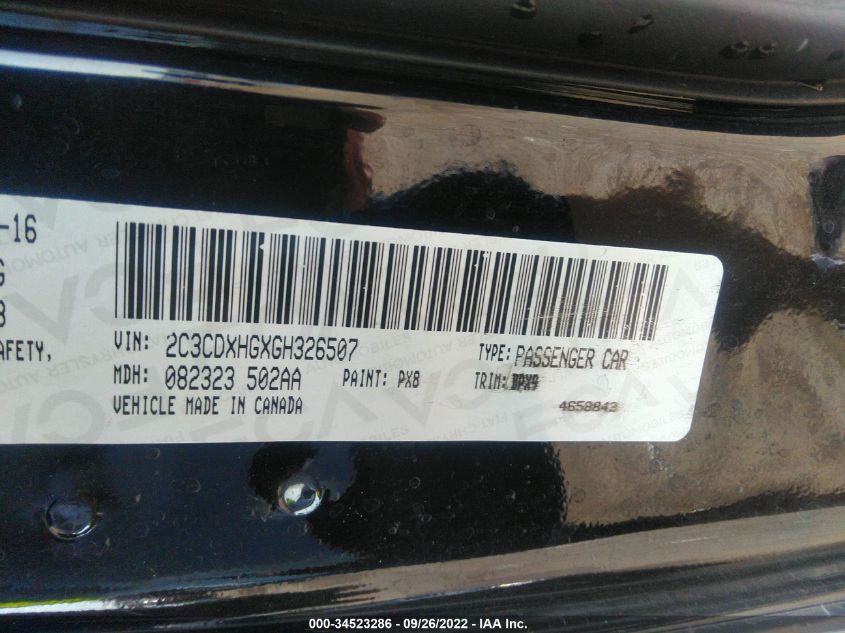 -16
G
8
AFETY,
VIN: 2C3CDXHGXGH326507 TYPE: PASSENGER CAR
MDH: 082323 502AA PAINT: PX8 TRIM:
VEHICLE MADE IN CANADA 4658843
000-34523286 - 09/26/2022 - IAA Inc.